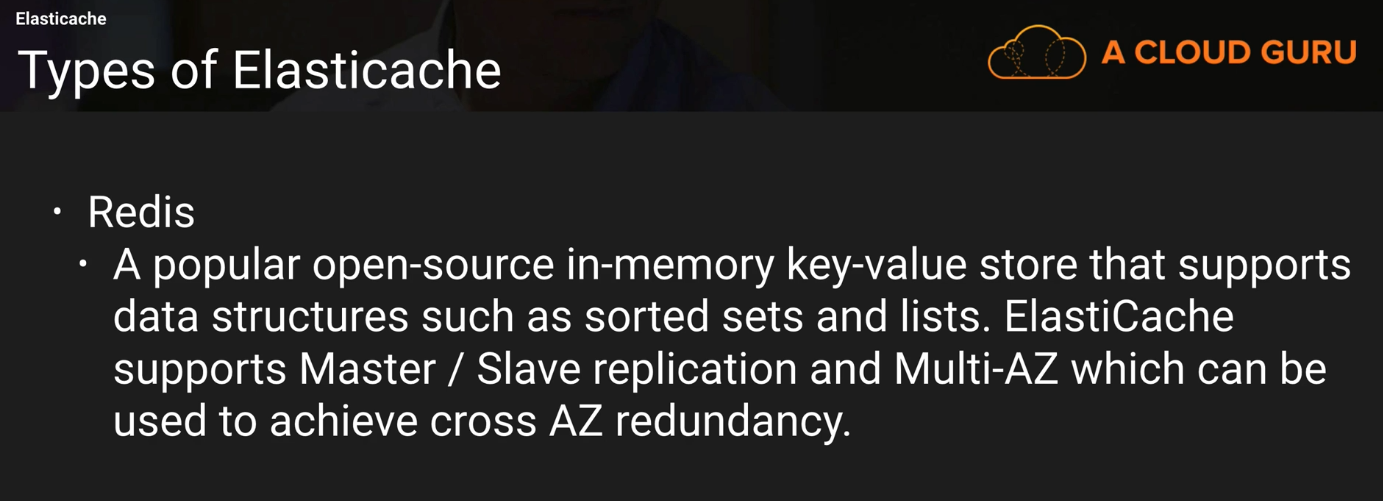 Elasticache
Types of Elasticache
A CLOUD GURU
• Redis
• A popular open-source in-memory key-value store that supports
data structures such as sorted sets and lists. ElastiCache
supports Master / Slave replication and Multi-AZ which can be
used to achieve cross AZ redundancy.